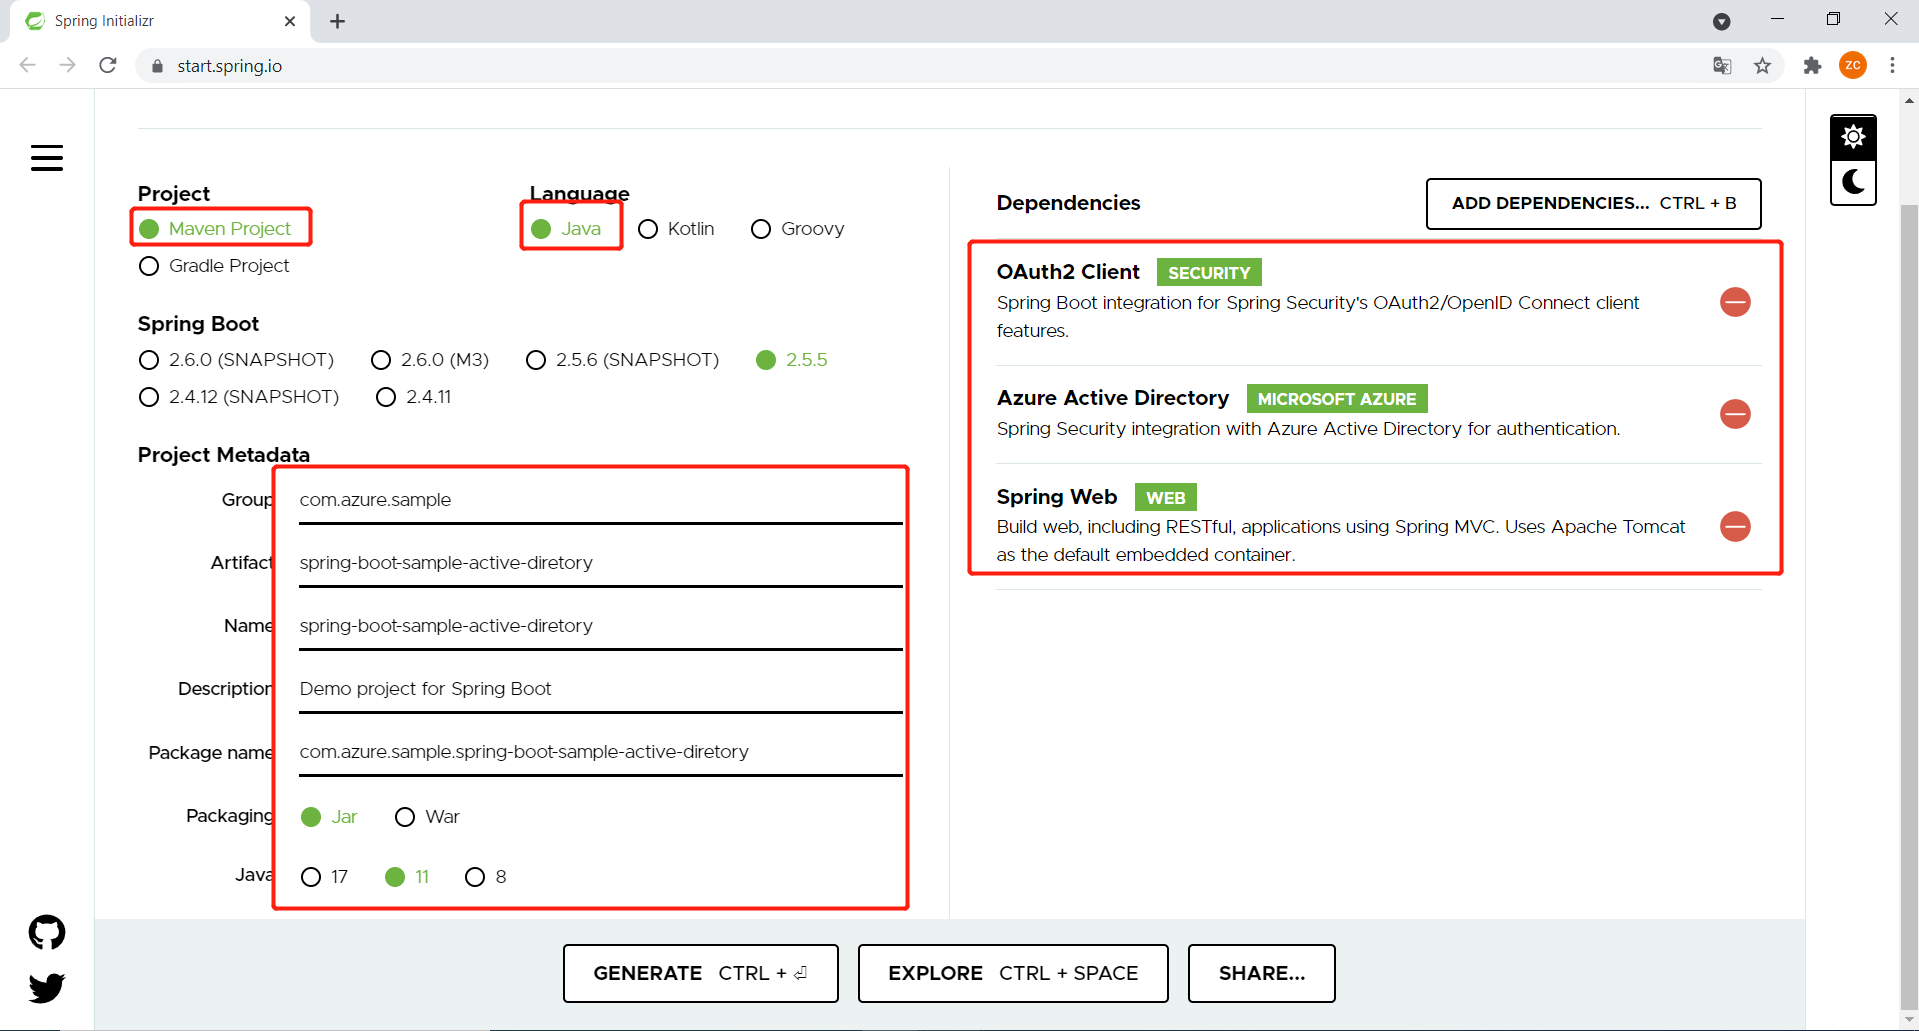 Spring Initializr
start.spring.io
ZC
Project
Maven Project
Gradle Project
Language
Java Kotlin Groovy
Spring Boot
2.6.0 (SNAPSHOT) 2.6.0 (M3) 2.5.6 (SNAPSHOT) 2.5.5
2.4.12 (SNAPSHOT) 2.4.11
Project Metadata
Group com.azure.sample
Artifact spring-boot-sample-active-diretory
Name spring-boot-sample-active-diretory
Description Demo project for Spring Boot
Package name com.azure.sample.spring-boot-sample-active-diretory
Packaging Jar War
Java 17 11 8
Dependencies
ADD DEPENDENCIES... CTRL + B
OAuth2 Client SECURITY
Spring Boot integration for Spring Security's OAuth2/OpenID Connect client
features.
Azure Active Directory MICROSOFT AZURE
Spring Security integration with Azure Active Directory for authentication.
Spring Web WEB
Build web, including RESTful, applications using Spring MVC. Uses Apache Tomcat
as the default embedded container.
GENERATE CTRL + ⏎
EXPLORE CTRL + SPACE
SHARE...